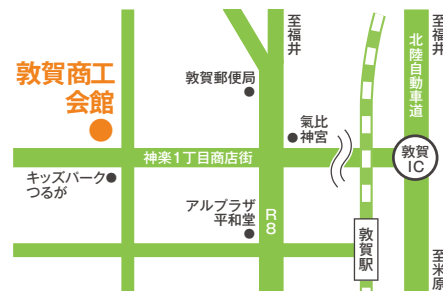 至福井
至福井
北陸自動車道
敦賀商工
会館
敦賀郵便局
氣比
神宮
神楽1丁目商店街
敦賀
IC
キッズパーク
つるが
アルプラザ
平和堂
R8
敦賀駅
至米原